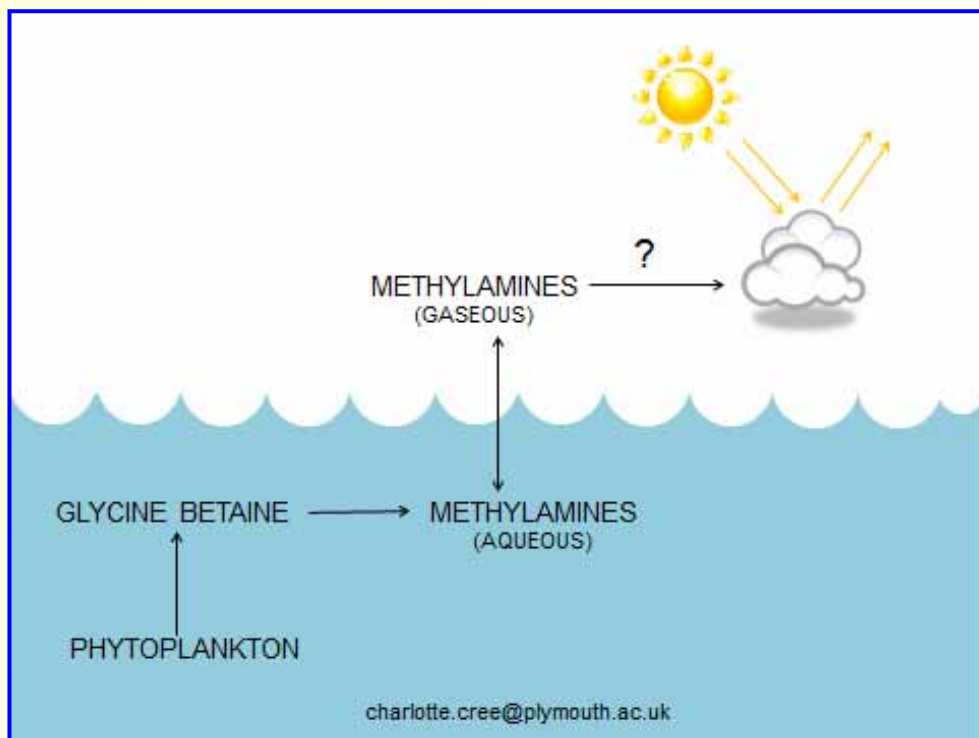 ?
METHYLAMINES
(GASEOUS)
GLYCINE BETAINE
METHYLAMINES
(AQUEOUS)
PHYTOPLANKTON
charlotte.cree@plymouth.ac.uk